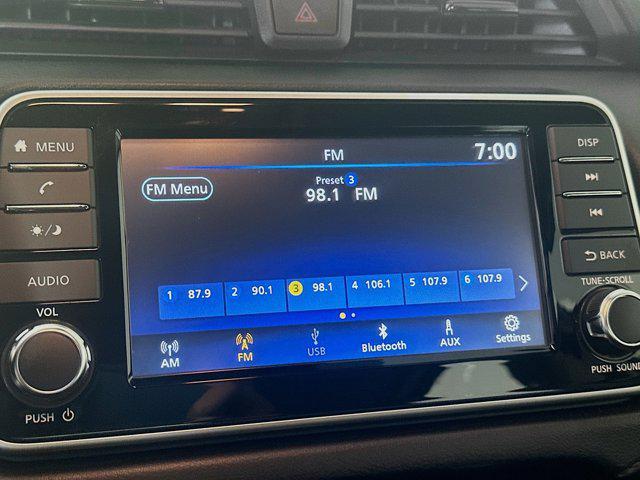 MENU
AUDIO
VOL
PUSH
FM
7:00
FM Menu
Preset 3
98.1 FM
1 87.9 2 90.1 3 98.1 4 106.1 5 107.9 6 107.9
AM FM USB Bluetooth AUX Settings
DISP
BACK
TUNE·SCROLL
PUSH SOUND